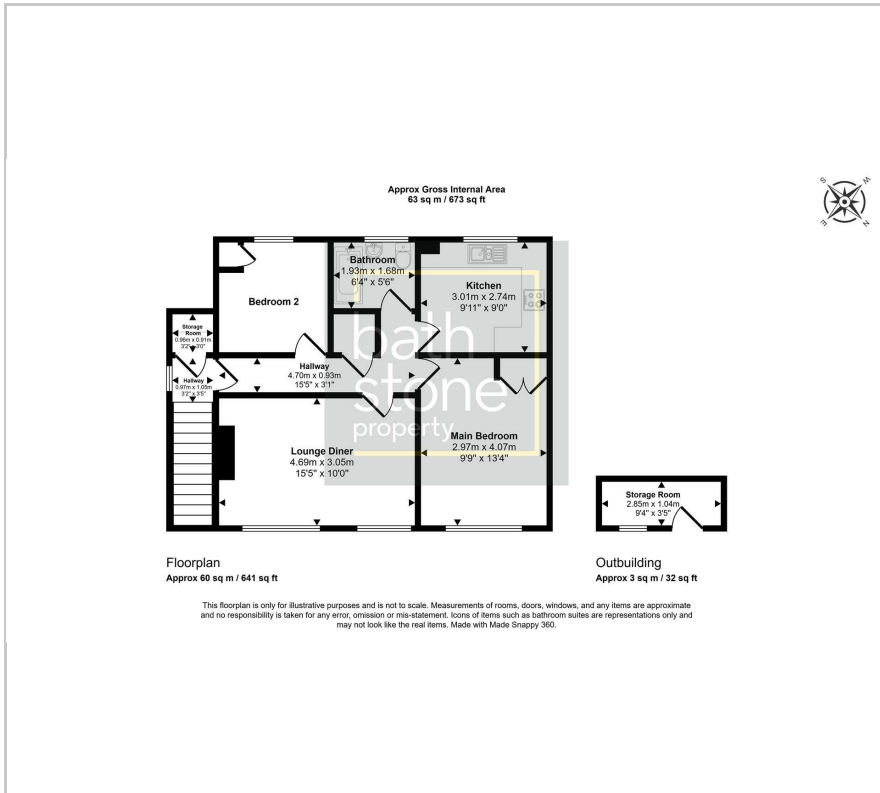 Approx Gross Internal Area
63 sq m / 673 sq ft
S
W
E
N
Bathroom
1.93m x 1.68m
6'4" x 5'6"
Kitchen
3.01m x 2.74m
9'11" x 9'0"
Bedroom 2
Storage
Room
0.96m x 0.91m
3'2" x 3'0"
Hallway
4.70m x 0.93m
15'5" x 3'1"
Hallway
0.97m x 1.05m
3'2" x 3'5"
bath
stone
property
Lounge Diner
4.69m x 3.05m
15'5" x 10'0"
Main Bedroom
2.97m x 4.07m
9'9" x 13'4"
Storage Room
2.85m x 1.04m
9'4" x 3'5"
Floorplan
Approx 60 sq m / 641 sq ft
Outbuilding
Approx 3 sq m / 32 sq ft
This floorplan is only for illustrative purposes and is not to scale. Measurements of rooms, doors, windows, and any items are approximate
and no responsibility is taken for any error, omission or mis-statement. Icons of items such as bathroom suites are representations only and
may not look like the real items. Made with Made Snappy 360.